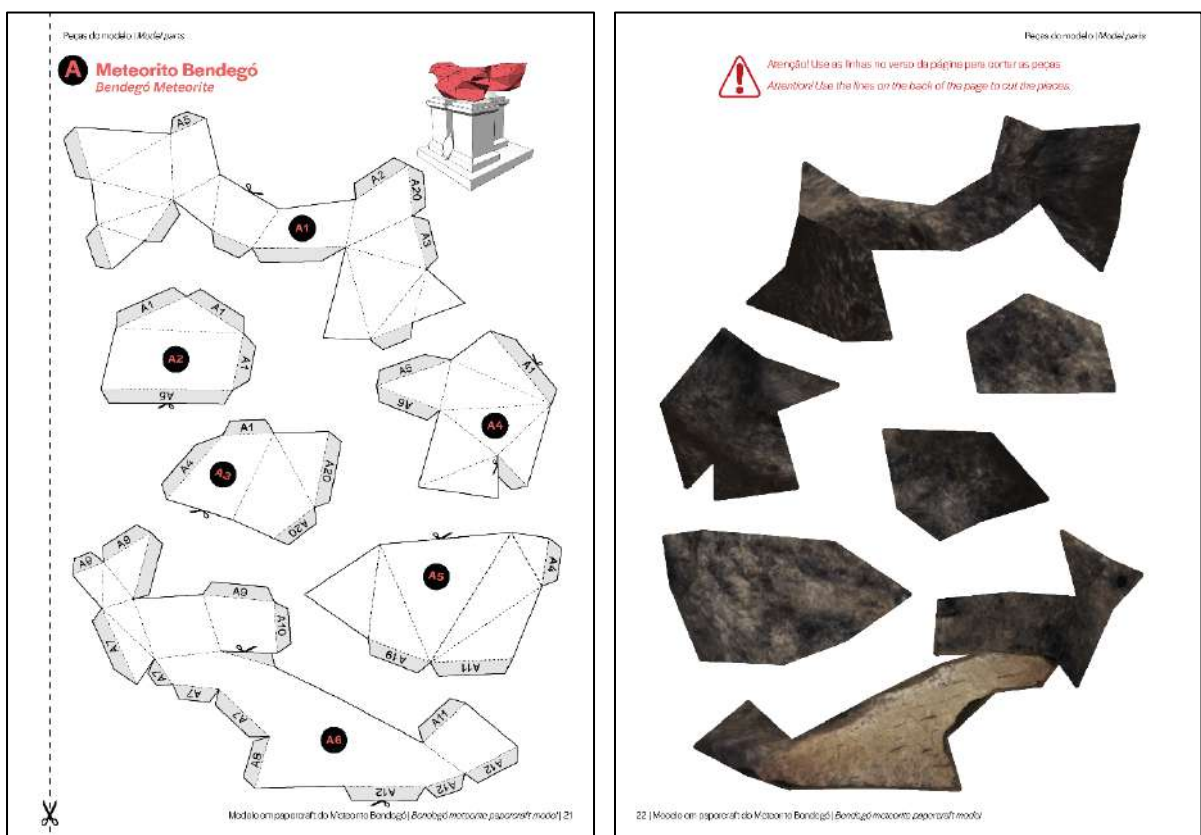 Peças do modelo | Model parts
A Meteorito Bendegó
Bendegó Meteorite
A5
A2
A20
A1
A3
A1
A1
A2
A1
A6
A5
A6
A1
A4
A1
A4
A3
A20
A20
A9
A9
A7
A9
A10
A7
A7
A7
A8
A6
A5
A4
A19
A11
A11
A12
A12
A12
Modelo em papercraft do Meteorito Bendegó | Bendegó meteorite papercraft model | 21
Peças do modelo | Model parts
Atenção! Use as linhas no verso da página para cortar as peças
Attention! Use the lines on the back of the page to cut the pieces.
22 | Modelo em papercraft do Meteorito Bendegó | Bendegó meteorite papercraft model